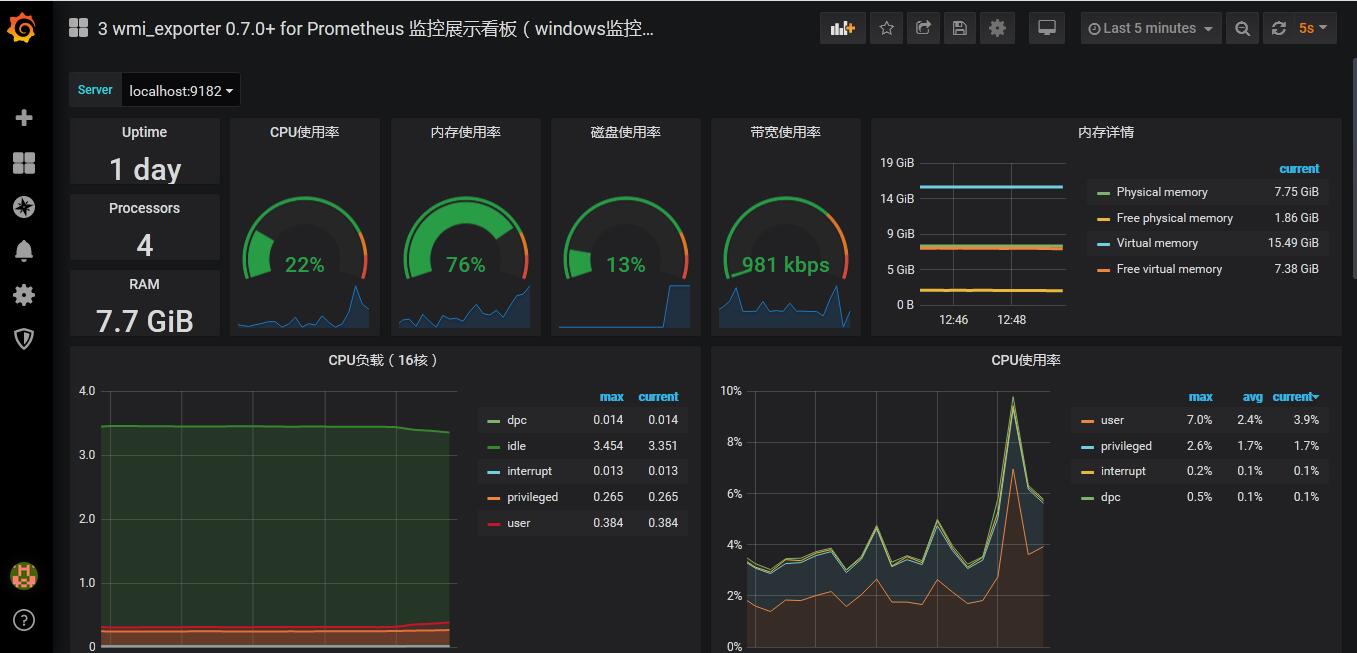 3 wmi_exporter 0.7.0+ for Prometheus 监控展示看板（windows监控...
Last 5 minutes
5s
Server
localhost:9182
Uptime
1 day
Processors
4
RAM
7.7 GiB
CPU使用率
22%
内存使用率
76%
磁盘使用率
13%
带宽使用率
981 kbps
内存详情
19 GiB
14 GiB
9 GiB
5 GiB
0 B
12:46 12:48
current
Physical memory 7.75 GiB
Free physical memory 1.86 GiB
Virtual memory 15.49 GiB
Free virtual memory 7.38 GiB
CPU负载（16核）
4.0
3.0
2.0
1.0
0
max current
dpc 0.014 0.014
idle 3.454 3.351
interrupt 0.013 0.013
privileged 0.265 0.265
user 0.384 0.384
CPU使用率
10%
8%
6%
4%
2%
0%
max avg current
user 7.0% 2.4% 3.9%
privileged 2.6% 1.7% 1.7%
interrupt 0.2% 0.1% 0.1%
dpc 0.5% 0.1% 0.1%